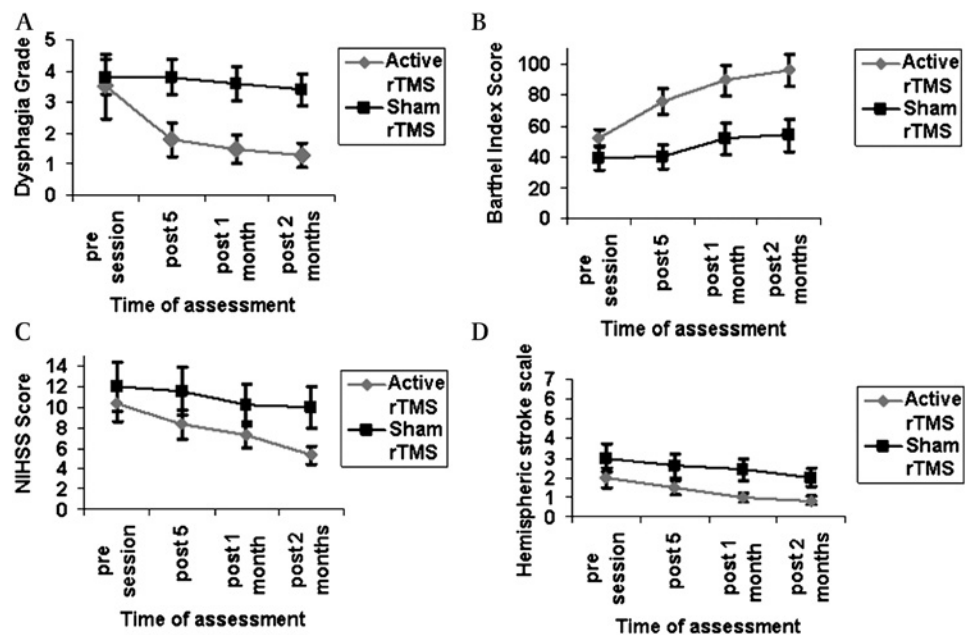 A
Dysphagia Grade
5
4
3
2
1
0
pre
session
post 5
post 1
month
post 2
months
Time of assessment
Active
rTMS
Sham
rTMS
B
Barthel Index Score
100
80
60
40
20
0
pre
session
post 5
post 1
month
post 2
months
Time of assessment
Active
rTMS
Sham
rTMS
C
NIHSS Score
14
12
10
8
6
4
2
0
pre
session
post 5
post 1
month
post 2
months
Time of assessment
Active
rTMS
Sham
rTMS
D
Hemispheric stroke scale
7
6
5
4
3
2
1
0
pre
session
post 5
post 1
month
post 2
months
Time of assessment
Active
rTMS
Sham
rTMS